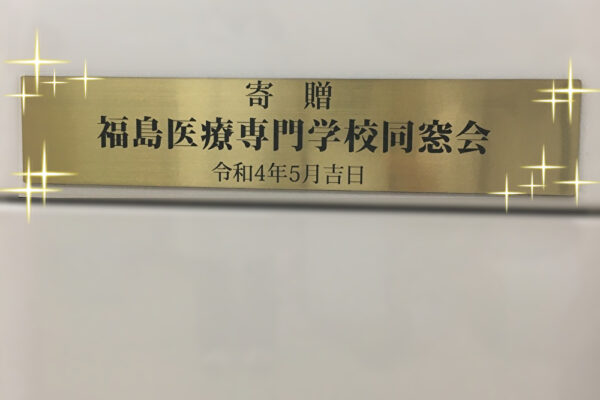 寄 贈
福島医療専門学校同窓会
令和4年5月吉日